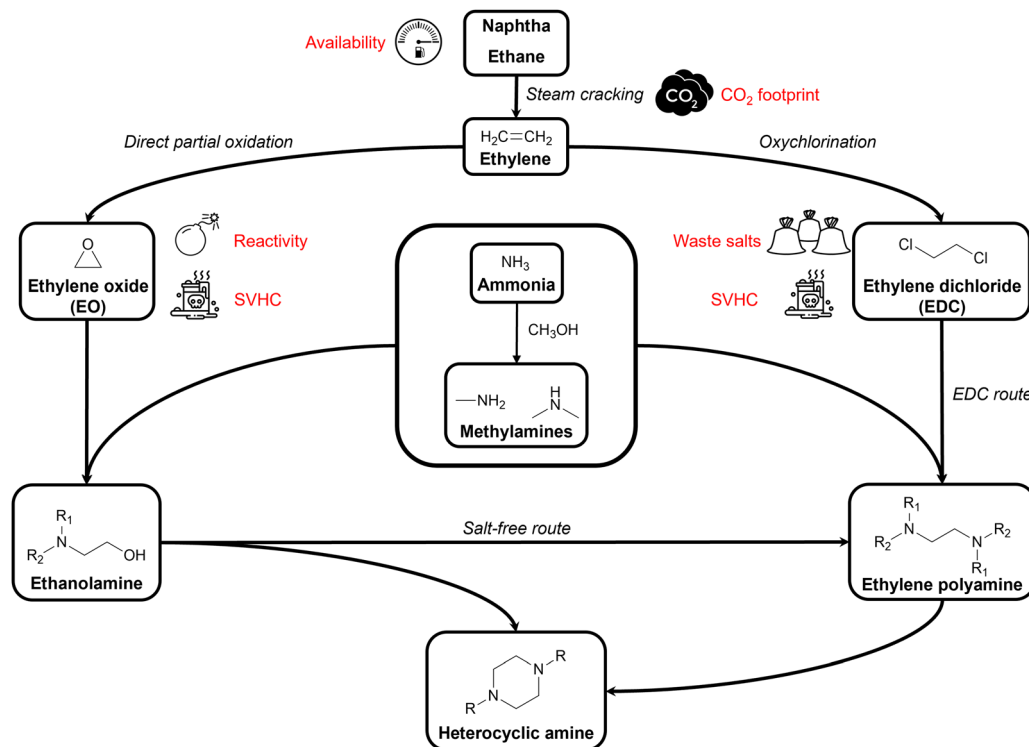 Availability
Naphtha
Ethane
Steam cracking
CO₂
CO₂ footprint
Direct partial oxidation
H₂C=CH₂
Ethylene
Oxychlorination
O
Ethylene oxide
(EO)
Reactivity
SVHC
NH₃
Ammonia
CH₃OH
NH₂
H
N
Methylamines
Waste salts
SVHC
Cl
Cl
Ethylene dichloride
(EDC)
EDC route
R₁
N
R₂
OH
Ethanolamine
Salt-free route
R₁
N
R₂
R₂
N
R₁
Ethylene polyamine
R
N
N
R
Heterocyclic amine